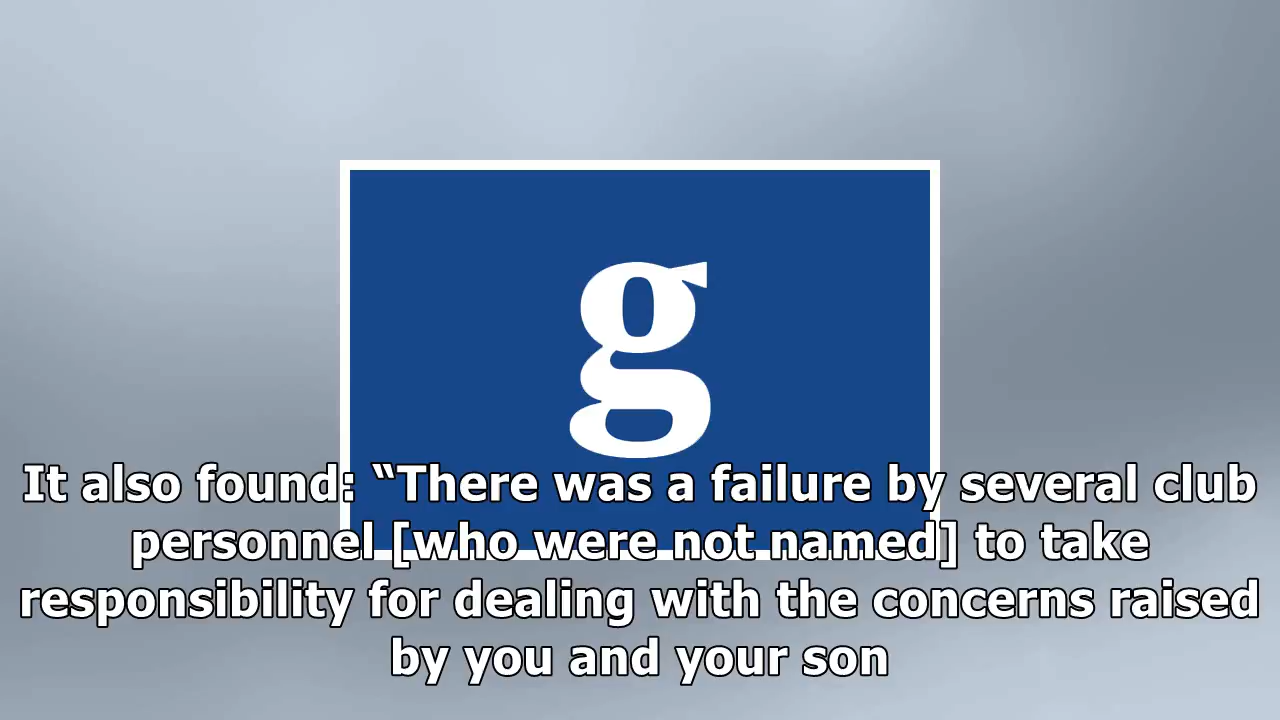 g
It also found: “There was a failure by several club
personnel [who were not named] to take
responsibility for dealing with the concerns raised
by you and your son